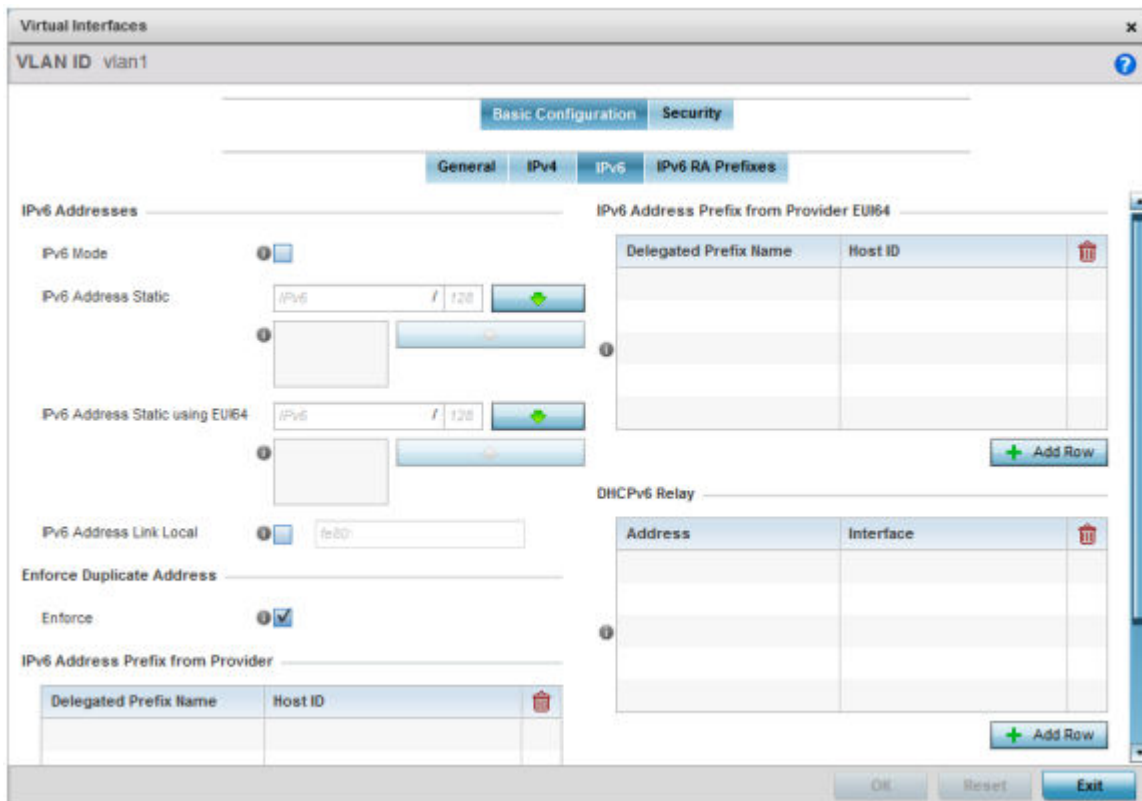 Virtual Interfaces
VLAN ID vlan1
Basic Configuration Security
General IPv4 IPv6 IPv6 RA Prefixes
IPv6 Addresses
IPv6 Mode
IPv6 Address Static
IPv6 / 128
IPv6 Address Static using EUI64
IPv6 / 128
IPv6 Address Link Local
fe80:
Enforce Duplicate Address
Enforce
IPv6 Address Prefix from Provider
Delegated Prefix Name Host ID
IPv6 Address Prefix from Provider EUI64
Delegated Prefix Name Host ID
Add Row
DHCPv6 Relay
Address Interface
Add Row
OK Reset Exit